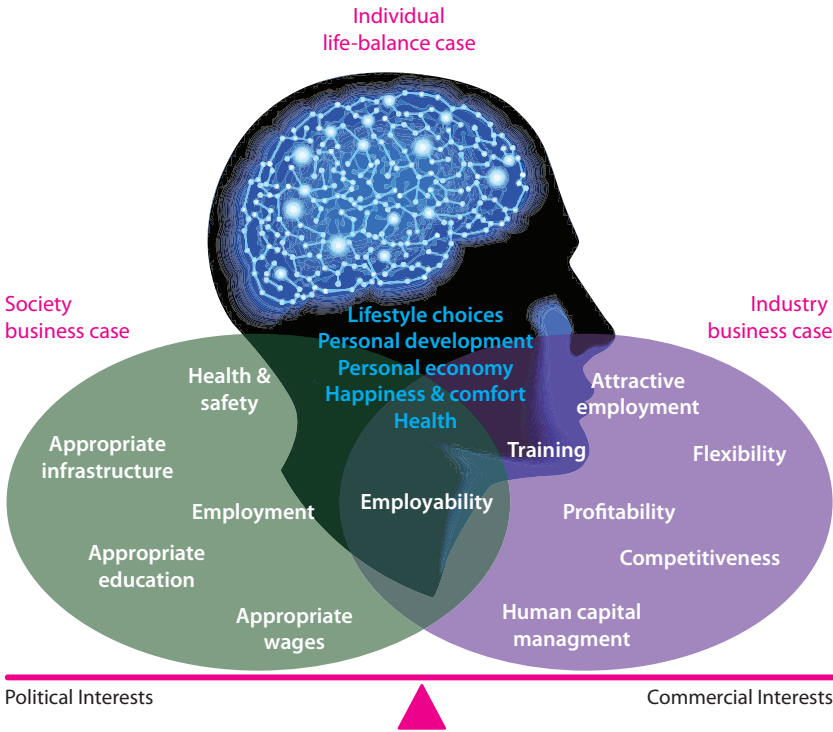 Individual
life-balance case
Society
business case
Industry
business case
Lifestyle choices
Personal development
Personal economy
Happiness & comfort
Health
Health &
safety
Appropriate
infrastructure
Employment
Appropriate
education
Appropriate
wages
Employability
Training
Attractive
employment
Flexibility
Profitability
Competitiveness
Human capital
managment
Political Interests
Commercial Interests